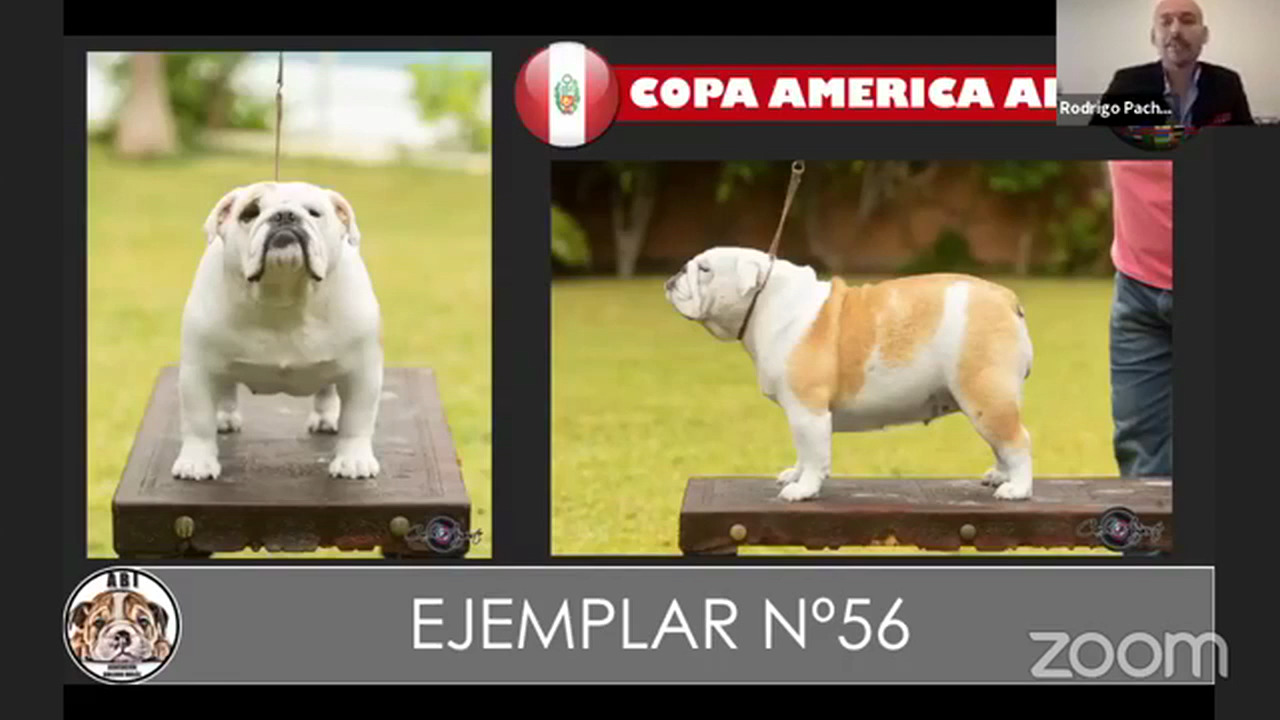 COPA AMERICA
Rodrigo Pach...
ABI
EJEMPLAR Nº56
zoom